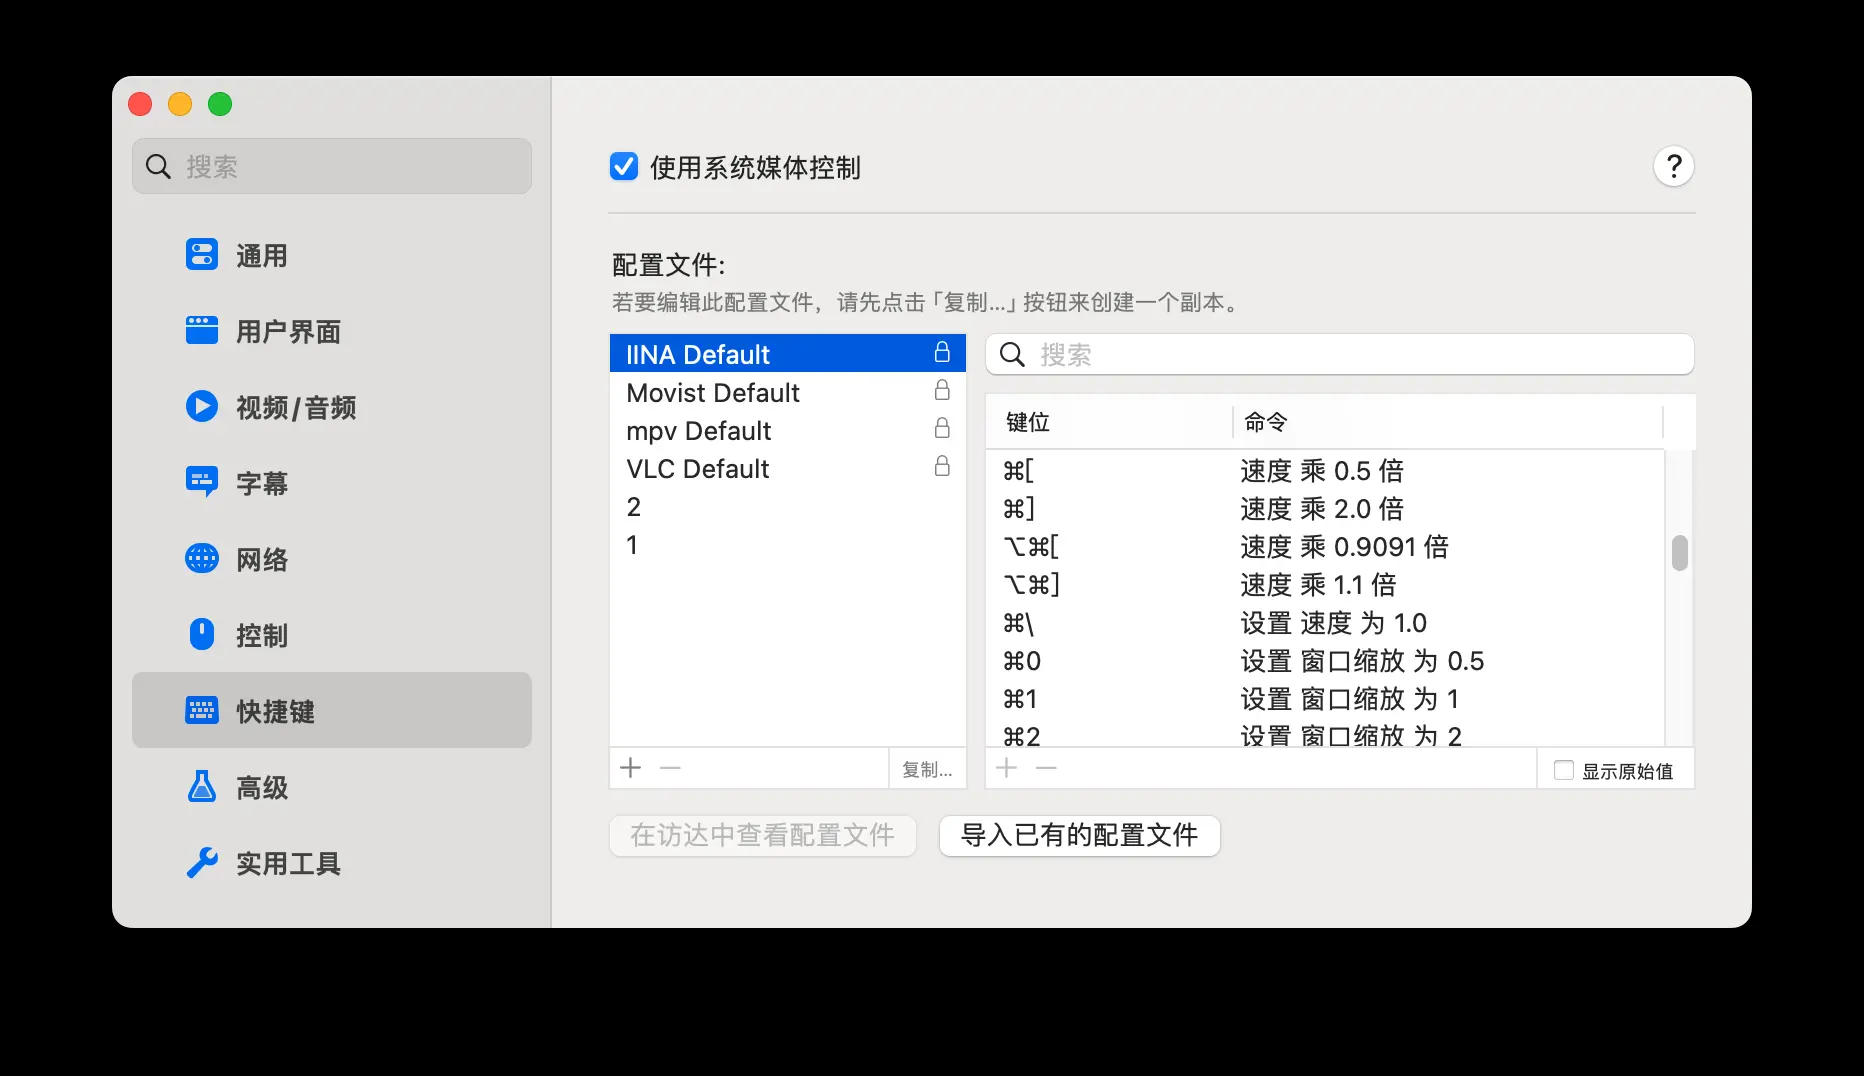 搜索
通用
用户界面
视频/音频
字幕
网络
控制
快捷键
高级
实用工具
使用系统媒体控制
?
配置文件:
若要编辑此配置文件，请先点击「复制...」按钮来创建一个副本。
IINA Default
Movist Default
mpv Default
VLC Default
2
1
复制...
搜索
键位 命令
⌘[ 速度 乘 0.5 倍
⌘] 速度 乘 2.0 倍
⌥⌘[ 速度 乘 0.9091 倍
⌥⌘] 速度 乘 1.1 倍
⌘\ 设置 速度 为 1.0
⌘0 设置 窗口缩放 为 0.5
⌘1 设置 窗口缩放 为 1
⌘2 设置 窗口缩放 为 2
显示原始值
在访达中查看配置文件
导入已有的配置文件